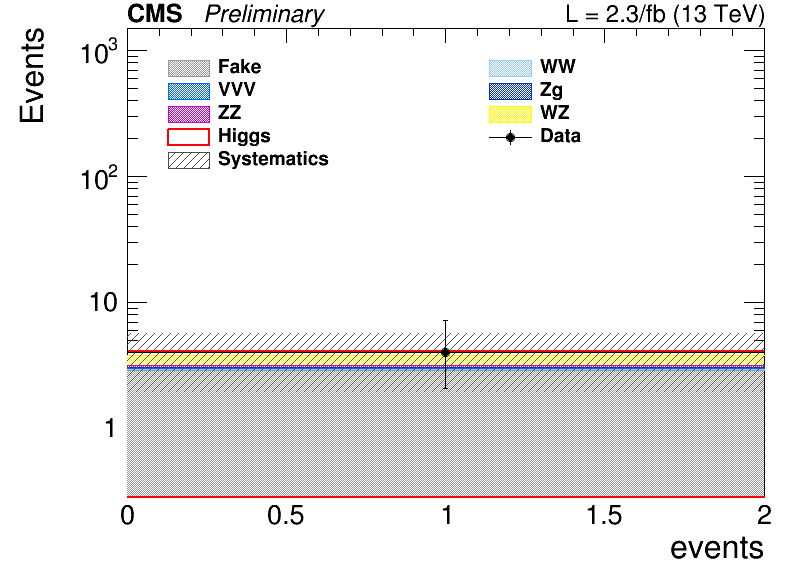 CMS Preliminary L = 2.3/fb (13 TeV)
Events
10³
10²
10
1
Fake WW
VVV Zg
ZZ WZ
Higgs Data
Systematics
0 0.5 1 1.5 2
events